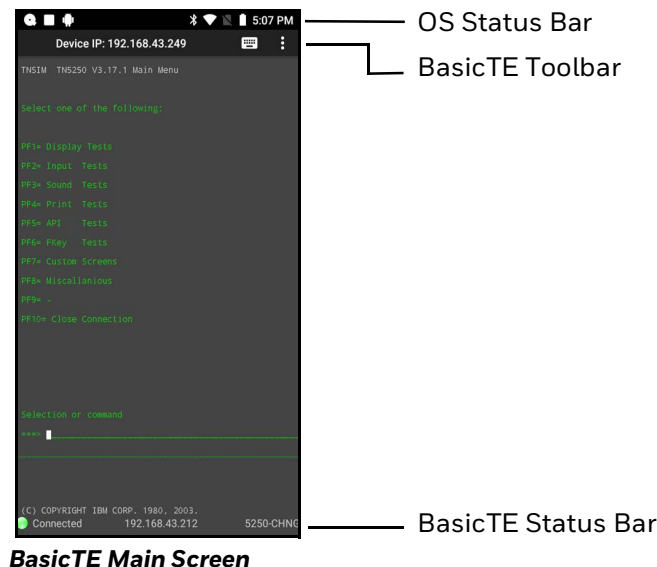 5:07 PM
OS Status Bar
Device IP: 192.168.43.249
BasicTE Toolbar
TNSIM TN5250 V3.17.1 Main Menu
Select one of the following:
PF1= Display Tests
PF2= Input Tests
PF3= Sound Tests
PF4= Print Tests
PF5= API Tests
PF6= FKey Tests
PF7= Custom Screens
PF8= Miscallanious
PF9= -
PF10= Close Connection
Selection or command
===>
(C) COPYRIGHT IBM CORP. 1980, 2003.
Connected 192.168.43.212 5250-CHNG
BasicTE Status Bar
BasicTE Main Screen